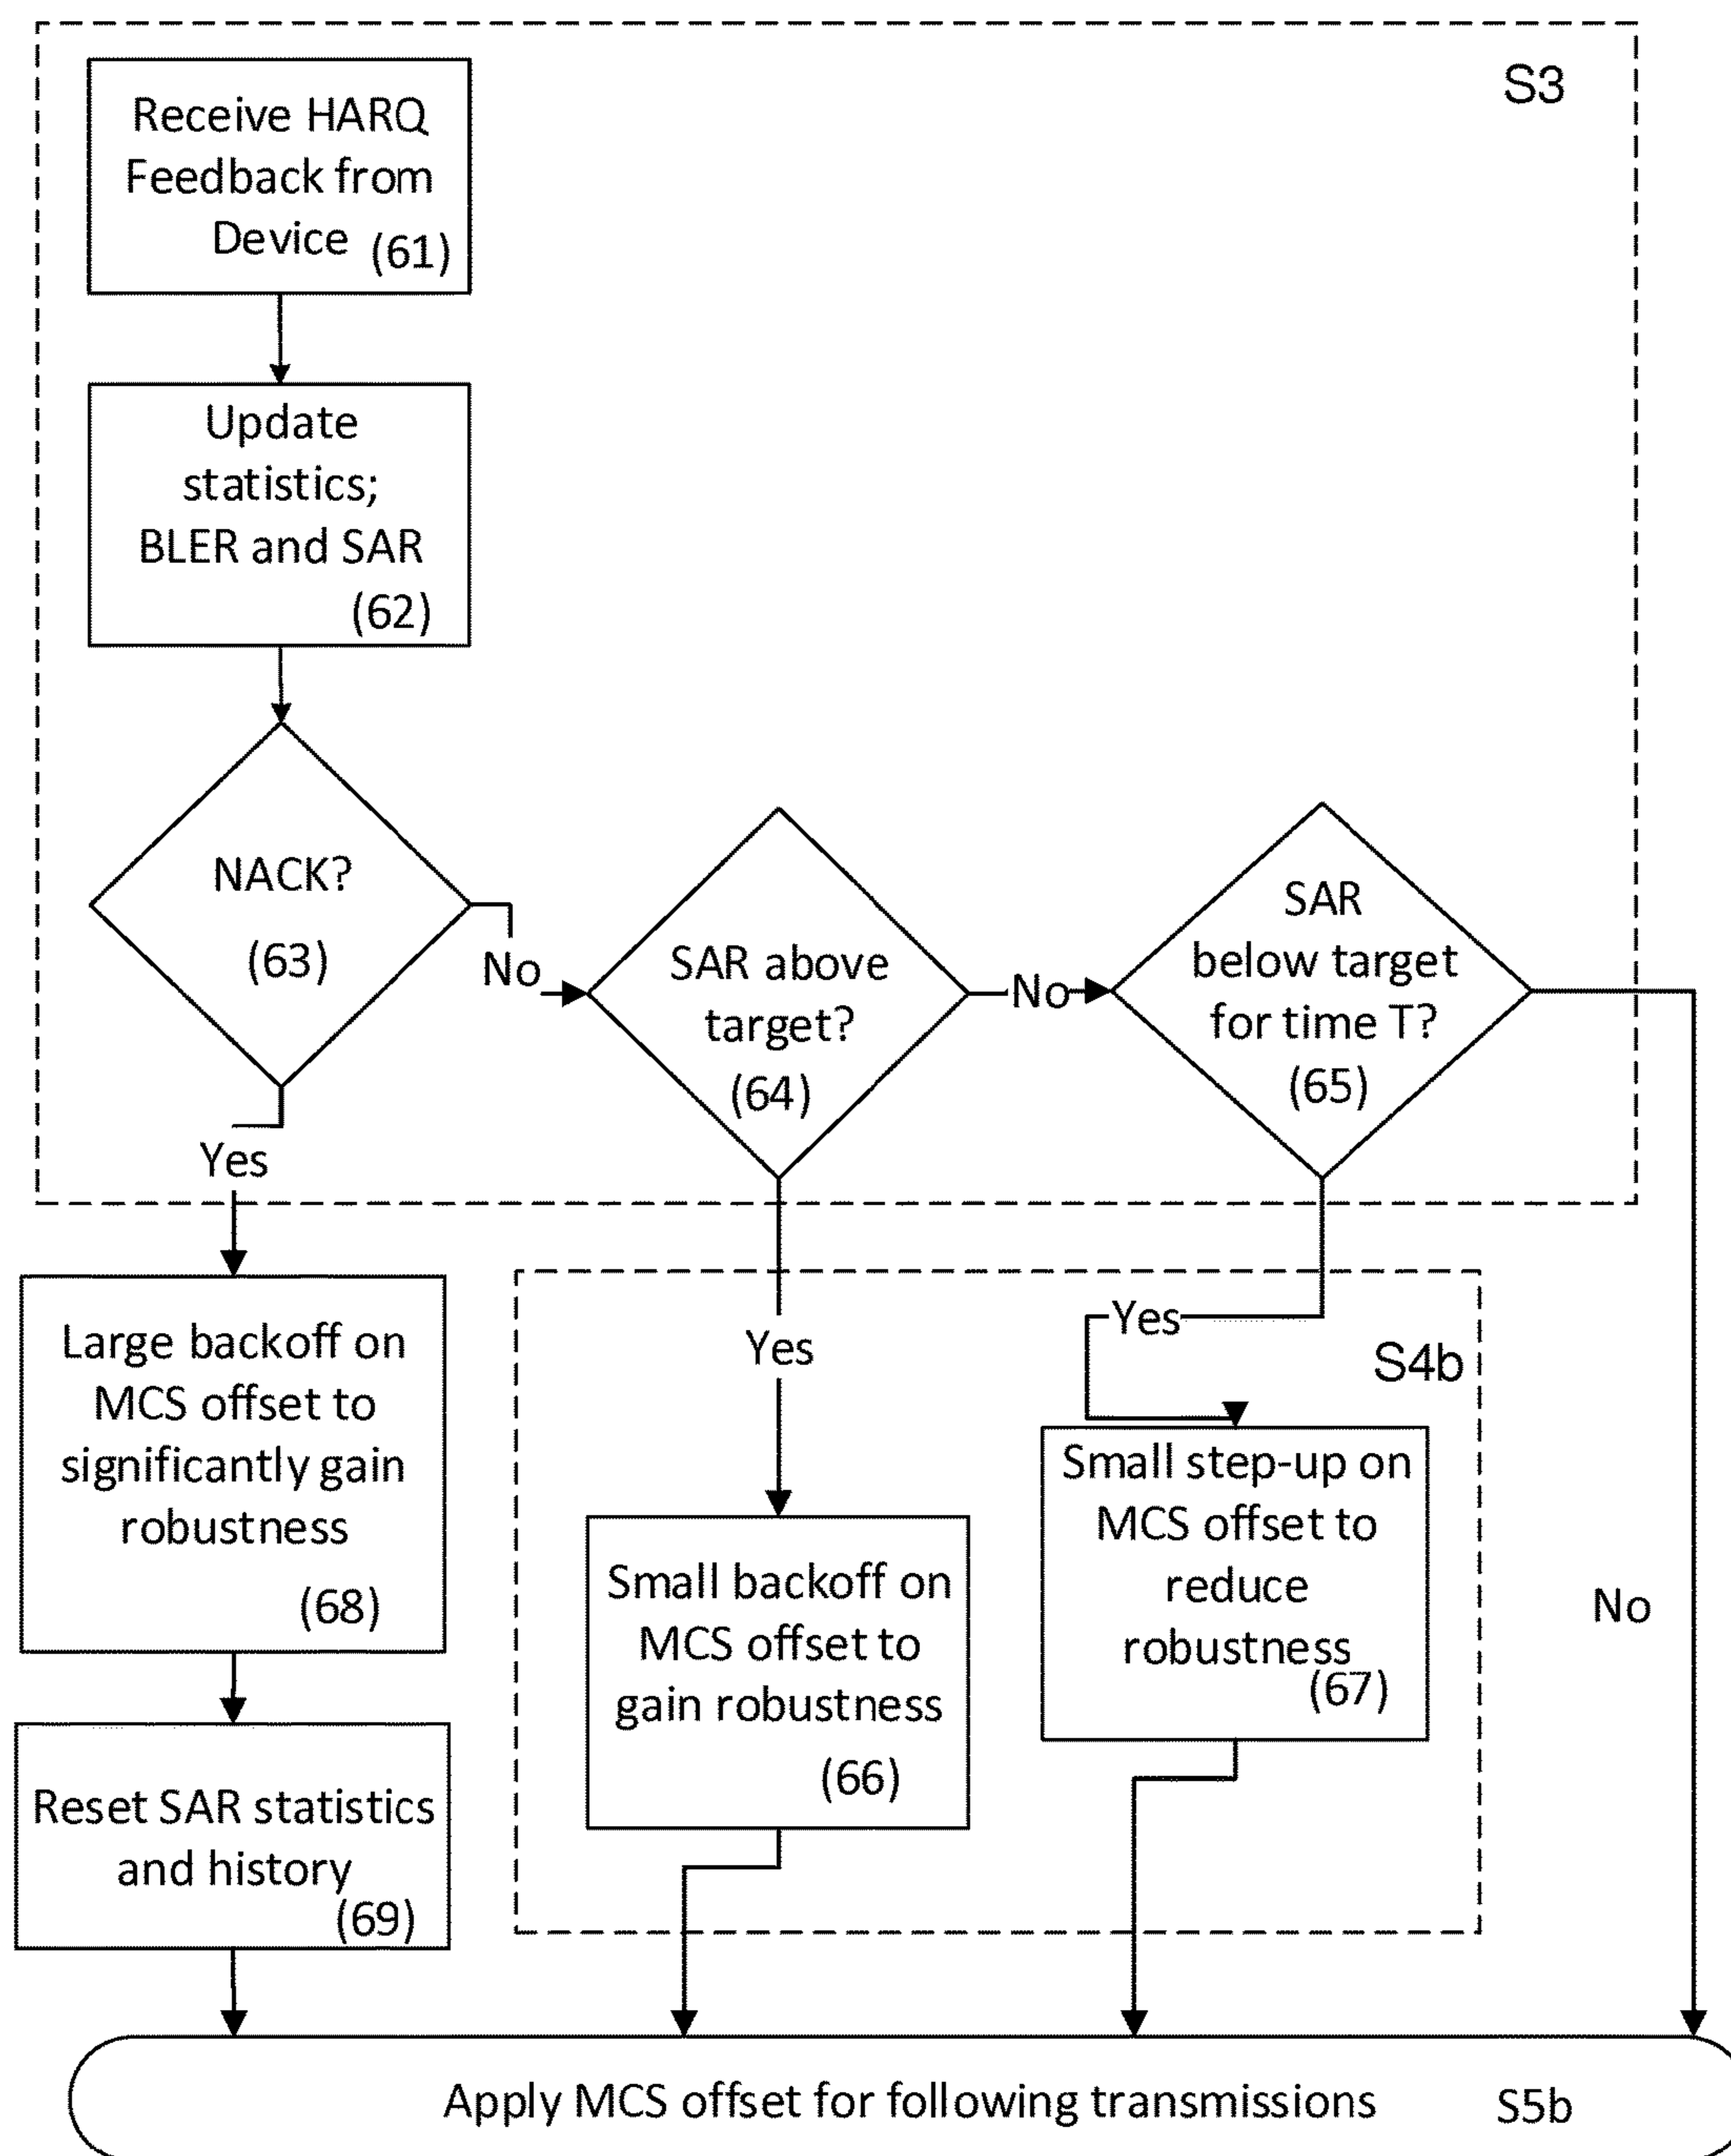 S3
Receive HARQ
Feedback from
Device (61)
Update
statistics;
BLER and SAR
(62)
NACK?
(63)
No
SAR above
target?
(64)
No
SAR
below target
for time T?
(65)
Yes
Large backoff on
MCS offset to
significantly gain
robustness
(68)
Yes
Small backoff on
MCS offset to
gain robustness
(66)
Yes
S4b
Small step-up on
MCS offset to
reduce
robustness
(67)
No
Reset SAR statistics
and history
(69)
Apply MCS offset for following transmissions S5b